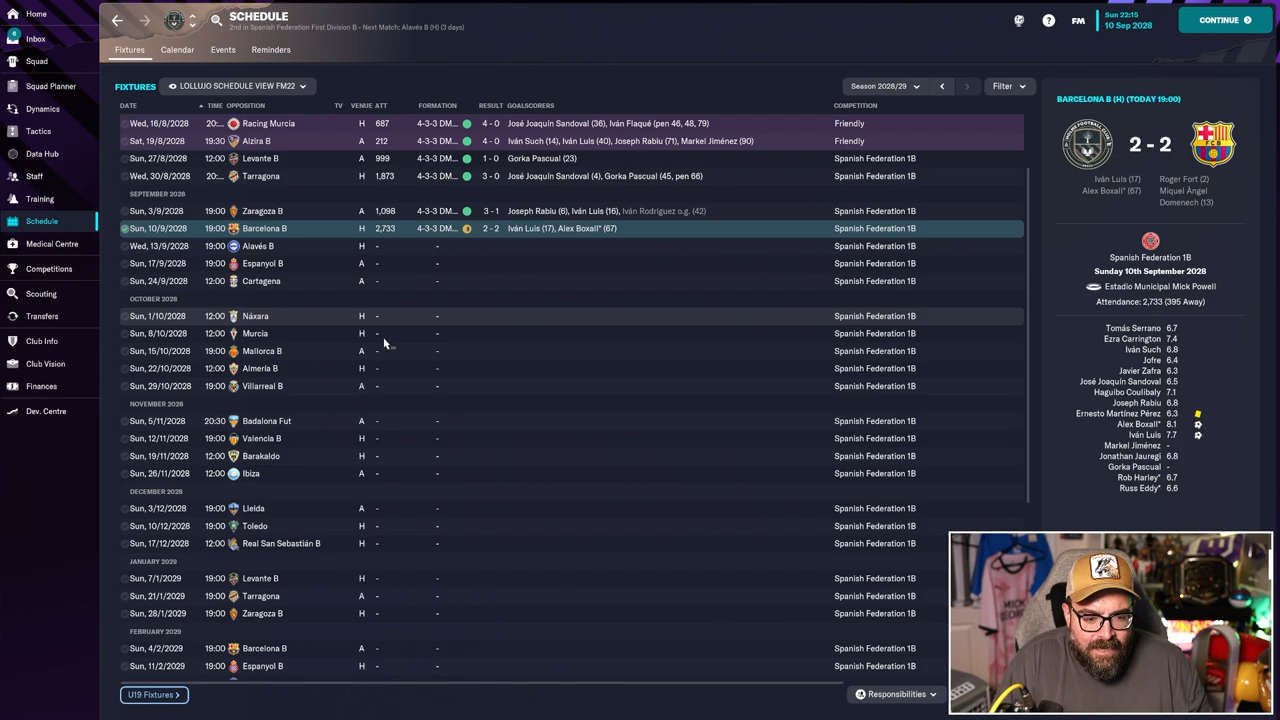 Home
Inbox
Squad
Squad Planner
Dynamics
Tactics
Data Hub
Staff
Training
Schedule
Medical Centre
Competitions
Scouting
Transfers
Club Info
Club Vision
Finances
Dev. Centre
SCHEDULE
2nd in Spanish Federation First Division B - Next Match: Alavés B (H) (3 days)
FM Sun 22:15
10 Sep 2028
CONTINUE
Fixtures Calendar Events Reminders
FIXTURES LOLLUJO SCHEDULE VIEW FM22 Season 2028/29 Filter
DATE TIME... OPPOSITION TV VENUE ATT FORMATION RESULT GOALSCORERS COMPETITION
Wed, 16/8/2028 20:... Racing Murcia H 687 4-3-3 DM... 4 - 0 José Joaquín Sandoval (36), Iván Flaqué (pen 46, 48, 79) Friendly
Sat, 19/8/2028 19:30 Alzira B A 212 4-3-3 DM... 4 - 0 Iván Such (14), Iván Luis (40), Joseph Rabiu (71), Markel Jiménez (90) Friendly
Sun, 27/8/2028 12:00 Levante B A 999 4-3-3 DM... 1 - 0 Gorka Pascual (23) Spanish Federation 1B
Wed, 30/8/2028 20:... Tarragona H 1,873 4-3-3 DM... 3 - 0 José Joaquín Sandoval (4), Gorka Pascual (45, pen 66) Spanish Federation 1B
SEPTEMBER 2028
Sun, 3/9/2028 19:00 Zaragoza B A 1,098 4-3-3 DM... 3 - 1 Joseph Rabiu (6), Iván Luis (16), Iván Rodríguez o.g. (42) Spanish Federation 1B
Sun, 10/9/2028 19:00 Barcelona B H 2,733 4-3-3 DM... 2 - 2 Iván Luis (17), Alex Boxall* (67) Spanish Federation 1B
Wed, 13/9/2028 19:00 Alavés B H - - Spanish Federation 1B
Sun, 17/9/2028 19:00 Espanyol B A - - Spanish Federation 1B
Sun, 24/9/2028 12:00 Cartagena A - - Spanish Federation 1B
OCTOBER 2028
Sun, 1/10/2028 12:00 Náxara H - - Spanish Federation 1B
Sun, 8/10/2028 12:00 Murcia H - - Spanish Federation 1B
Sun, 15/10/2028 19:00 Mallorca B A - - Spanish Federation 1B
Sun, 22/10/2028 12:00 Almería B H - - Spanish Federation 1B
Sun, 29/10/2028 19:00 Villarreal B A - - Spanish Federation 1B
NOVEMBER 2028
Sun, 5/11/2028 20:30 Badalona Fut A - - Spanish Federation 1B
Sun, 12/11/2028 19:00 Valencia B H - - Spanish Federation 1B
Sun, 19/11/2028 12:00 Barakaldo H - - Spanish Federation 1B
Sun, 26/11/2028 12:00 Ibiza A - - Spanish Federation 1B
DECEMBER 2028
Sun, 3/12/2028 19:00 Lleida A - - Spanish Federation 1B
Sun, 10/12/2028 19:00 Toledo H - - Spanish Federation 1B
Sun, 17/12/2028 12:00 Real San Sebastián B H - - Spanish Federation 1B
JANUARY 2029
Sun, 7/1/2029 19:00 Levante B H - - Spanish Federation 1B
Sun, 21/1/2029 19:00 Tarragona A - - Spanish Federation 1B
Sun, 28/1/2029 19:00 Zaragoza B H - - Spanish Federation 1B
FEBRUARY 2029
Sun, 4/2/2029 19:00 Barcelona B A - - Spanish Federation 1B
Sun, 11/2/2029 19:00 Espanyol B H - - Spanish Federation 1B
U19 Fixtures Responsibilities
BARCELONA B (H) (TODAY 19:00)
2 - 2
Iván Luis (17) Roger Fort (2)
Alex Boxall* (67) Miquel Àngel
Domenech (13)
Spanish Federation 1B
Sunday 10th September 2028
Estadio Municipal Mick Powell
Attendance: 2,733 (395 Away)
Tomás Serrano 6.7
Ezra Carrington 7.4
Iván Such 6.8
Jofre 6.4
Javier Zafra 6.3
José Joaquín Sandoval 6.5
Haguibo Coulibaly 7.1
Joseph Rabiu 6.8
Ernesto Martínez Pérez 6.3
Alex Boxall* 8.1
Iván Luis 7.7
Markel Jiménez -
Jonathan Jauregi 6.8
Gorka Pascual -
Rob Harley* 6.7
Russ Eddy* 6.6